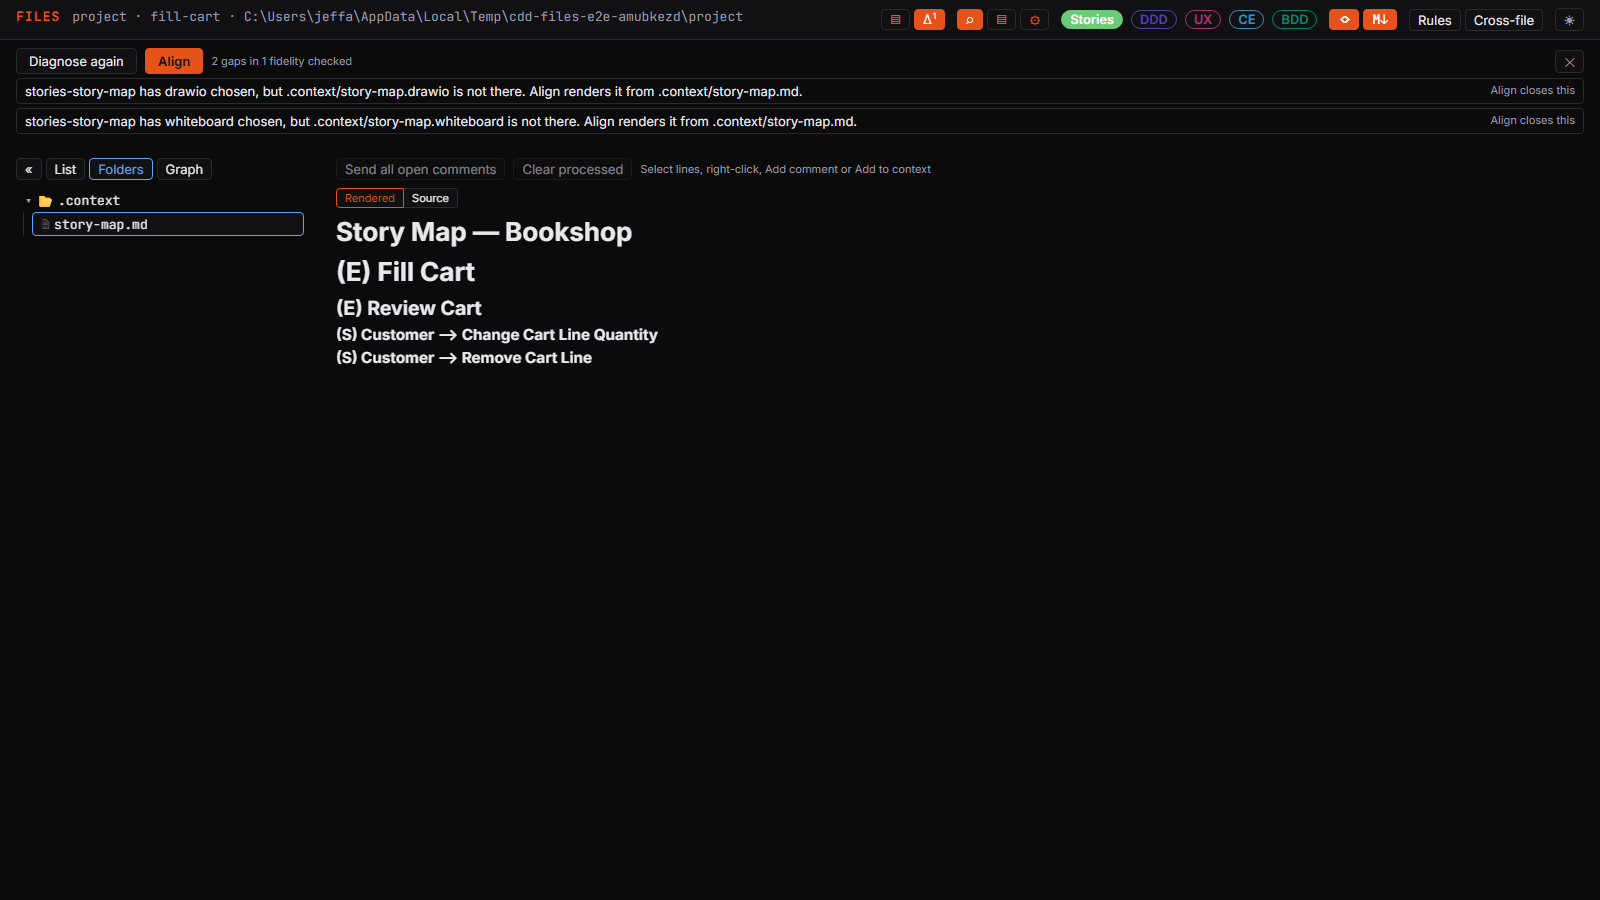 FILES project · fill-cart · C:\Users\jeffa\AppData\Local\Temp\cdd-files-e2e-amubkezd\project
Δ1
Stories DDD UX CE BDD
M↓
Rules Cross-file
Diagnose again Align 2 gaps in 1 fidelity checked
stories-story-map has drawio chosen, but .context/story-map.drawio is not there. Align renders it from .context/story-map.md. Align closes this
stories-story-map has whiteboard chosen, but .context/story-map.whiteboard is not there. Align renders it from .context/story-map.md. Align closes this
« List Folders Graph
Send all open comments Clear processed Select lines, right-click, Add comment or Add to context
.context
story-map.md
Rendered Source
Story Map — Bookshop
(E) Fill Cart
(E) Review Cart
(S) Customer --> Change Cart Line Quantity
(S) Customer --> Remove Cart Line